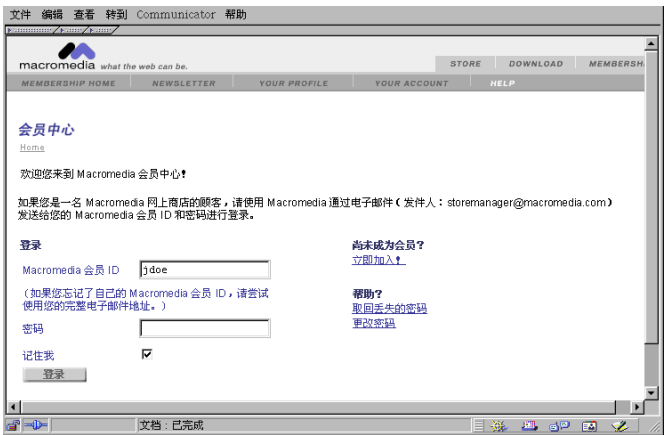 文件 编辑 查看 转到 Communicator 帮助
macromedia what the web can be.
STORE DOWNLOAD MEMBERSH
MEMBERSHIP HOME NEWSLETTER YOUR PROFILE YOUR ACCOUNT HELP
会员中心
Home
欢迎您来到 Macromedia 会员中心!
如果您是一名 Macromedia 网上商店的顾客，请使用 Macromedia 通过电子邮件（发件人：storemanager@macromedia.com）
发送给您的 Macromedia 会员 ID 和密码进行登录。
登录
Macromedia 会员 ID jdoe
（如果您忘记了自己的 Macromedia 会员 ID，请尝试
使用您的完整电子邮件地址。）
密码
记住我
登录
尚未成为会员?
立即加入!
帮助?
取回丢失的密码
更改密码
文档：已完成